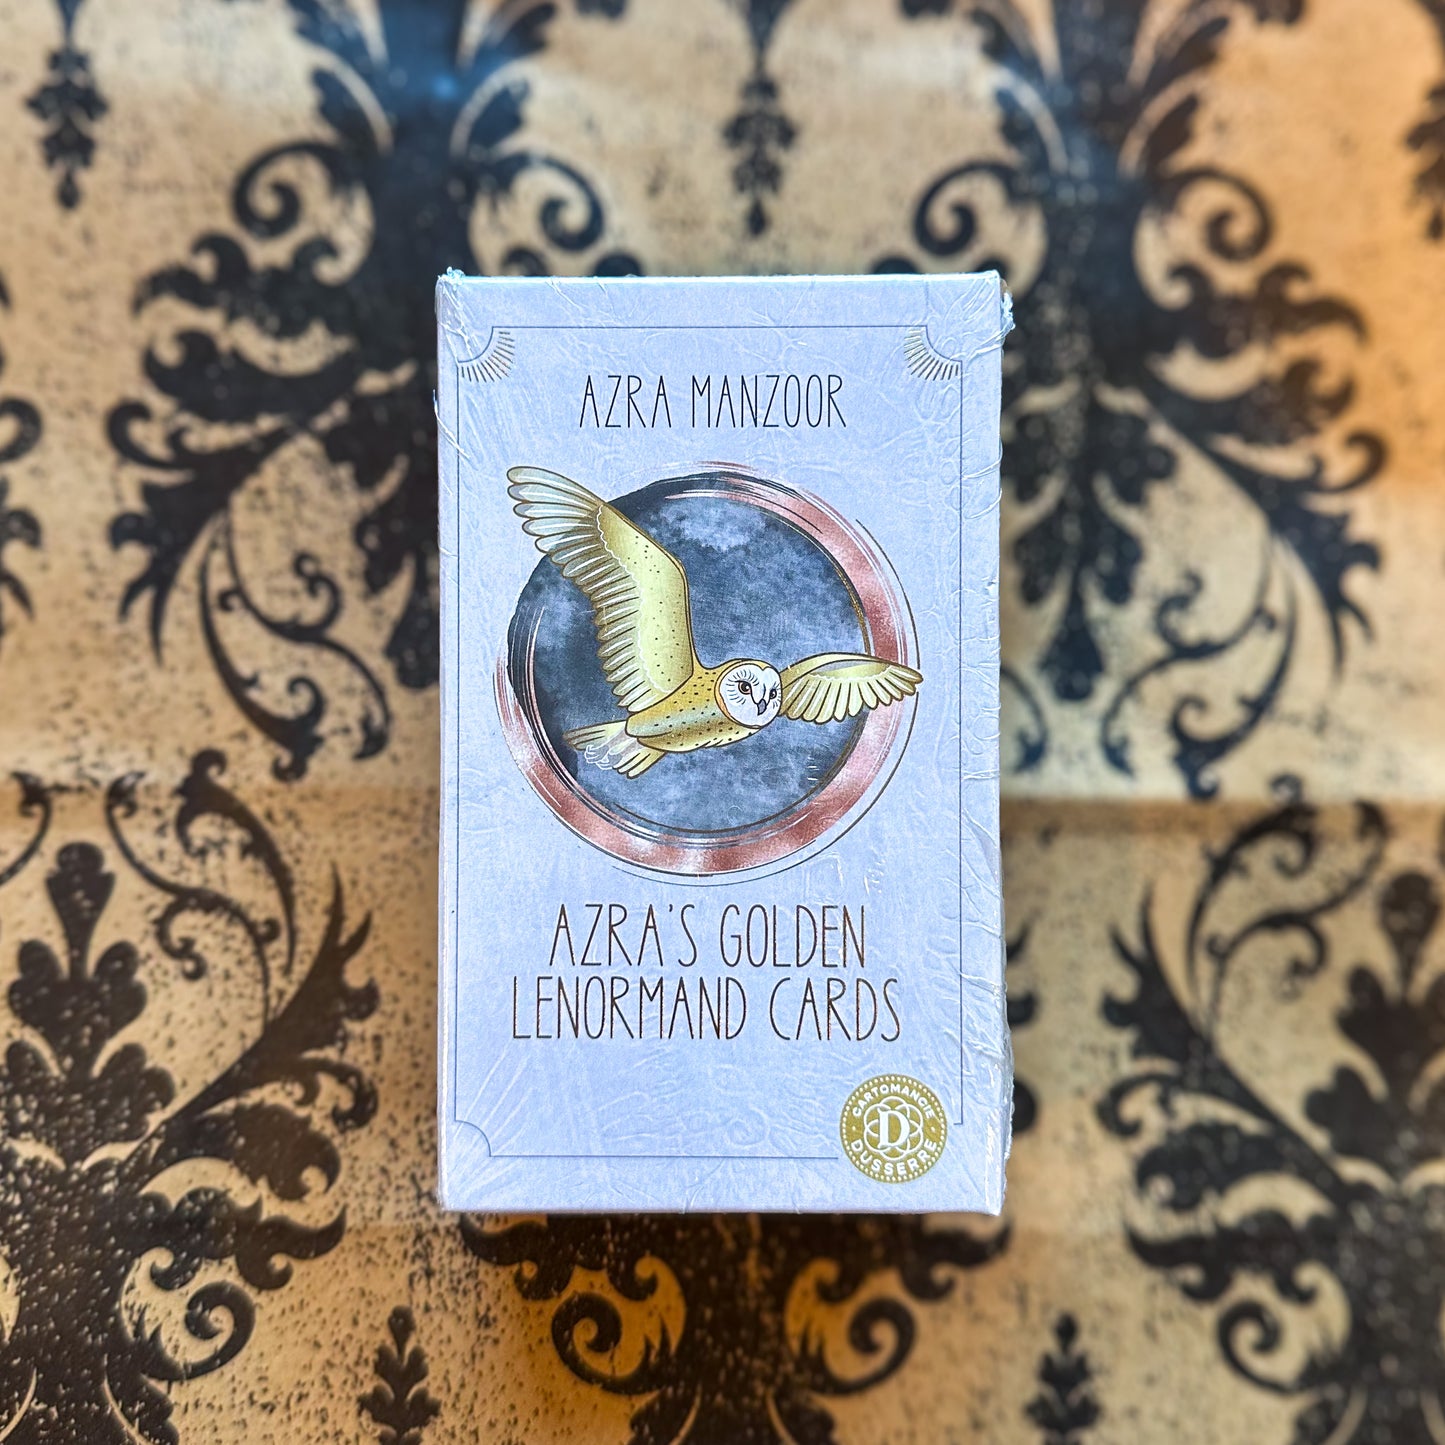 AZRA MANZOOR
AZRA'S GOLDEN
LENORMAND CARDS
CARTOMANCIE
D
DUSSERRE